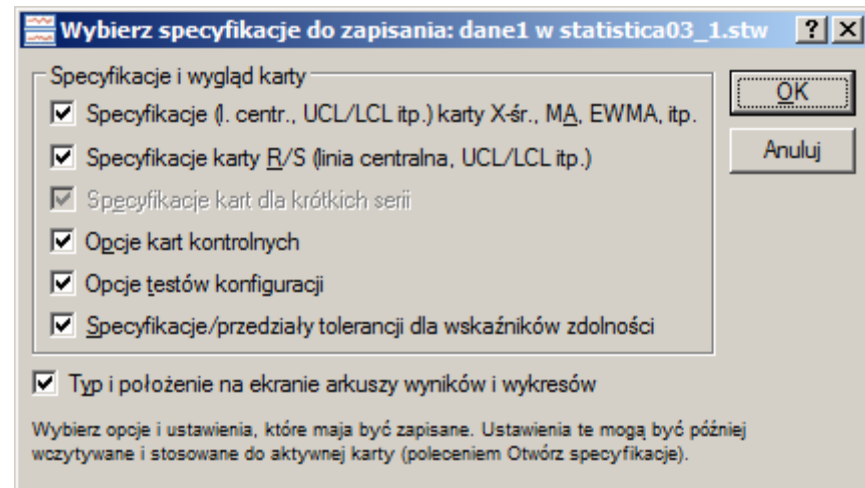 Wybierz specyfikacje do zapisania: dane1 w statistica03_1.stw
Specyfikacje i wygląd karty
Specyfikacje (l. centr., UCL/LCL itp.) karty X-śr., MA, EWMA, itp.
Specyfikacje karty R/S (linia centralna, UCL/LCL itp.)
Specyfikacje kart dla krótkich serii
Opcje kart kontrolnych
Opcje testów konfiguracji
Specyfikacje/przedziały tolerancji dla wskaźników zdolności
OK
Anuluj
Typ i położenie na ekranie arkuszy wyników i wykresów
Wybierz opcje i ustawienia, które maja być zapisane. Ustawienia te mogą być później
wczytywane i stosowane do aktywnej karty (poleceniem Otwórz specyfikacje).